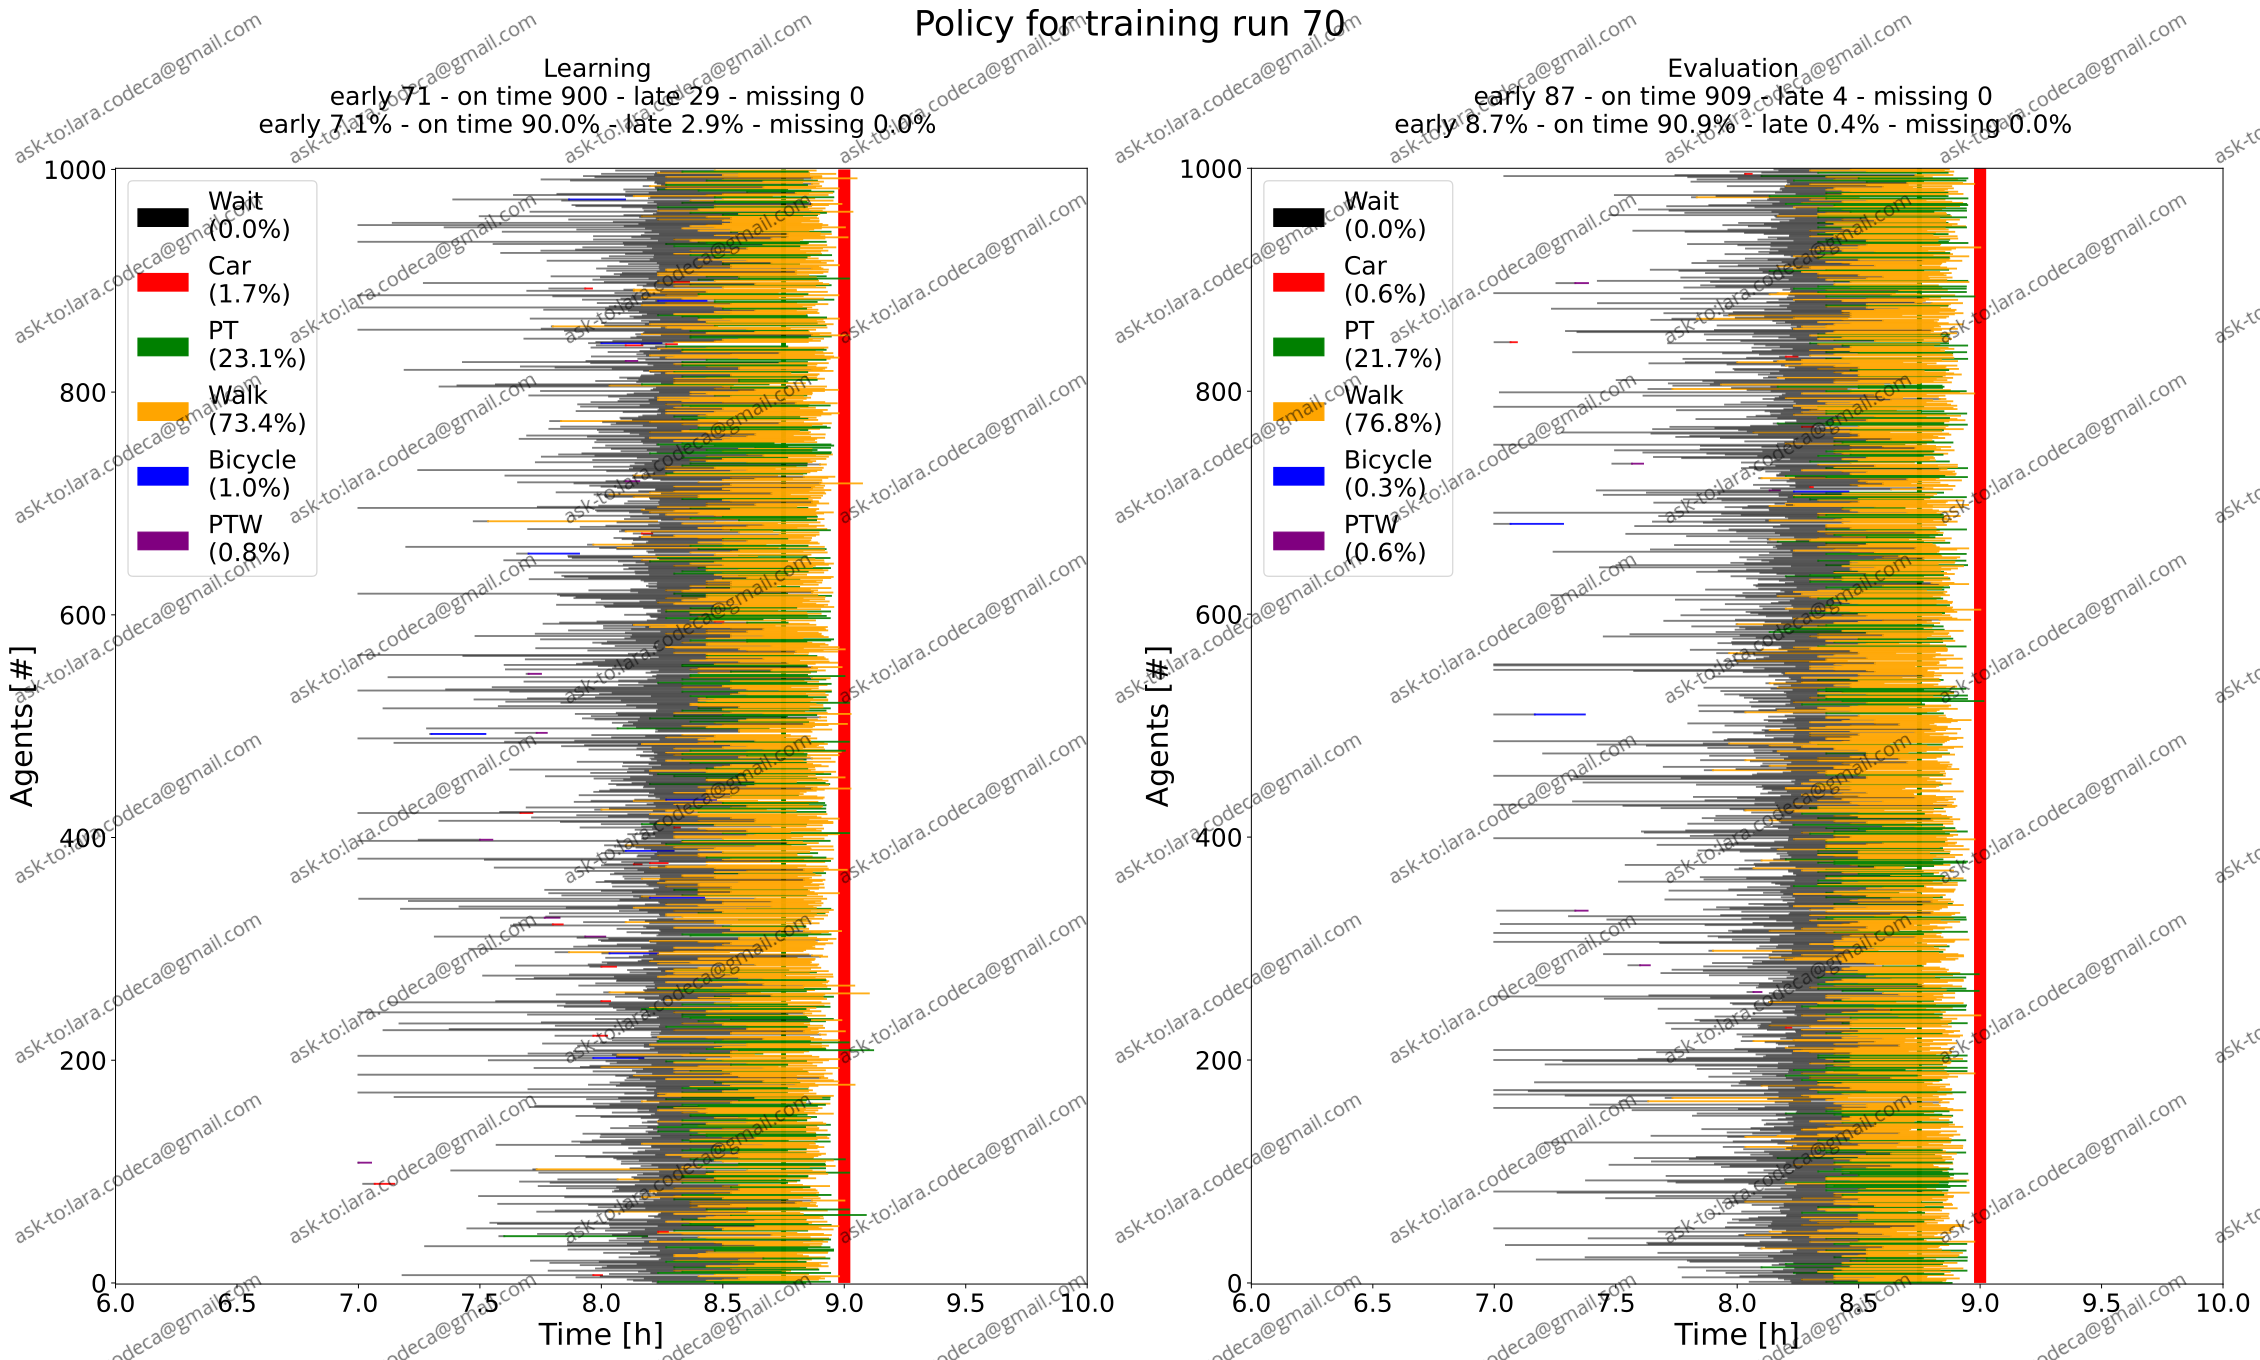 Policy for training run 70
Learning
early 71 - on time 900 - late 29 - missing 0
early 7.1% - on time 90.0% - late 2.9% - missing 0.0%
Wait
(0.0%)
Car
(1.7%)
PT
(23.1%)
Walk
(73.4%)
Bicycle
(1.0%)
PTW
(0.8%)
Agents [#]
1000
800
600
400
200
0
6.0 6.5 7.0 7.5 8.0 8.5 9.0 9.5 10.0
Time [h]
Evaluation
early 87 - on time 909 - late 4 - missing 0
early 8.7% - on time 90.9% - late 0.4% - missing 0.0%
Wait
(0.0%)
Car
(0.6%)
PT
(21.7%)
Walk
(76.8%)
Bicycle
(0.3%)
PTW
(0.6%)
Agents [#]
1000
800
600
400
200
0
6.0 6.5 7.0 7.5 8.0 8.5 9.0 9.5 10.0
Time [h]
ask-to:lara.codeca@gmail.com